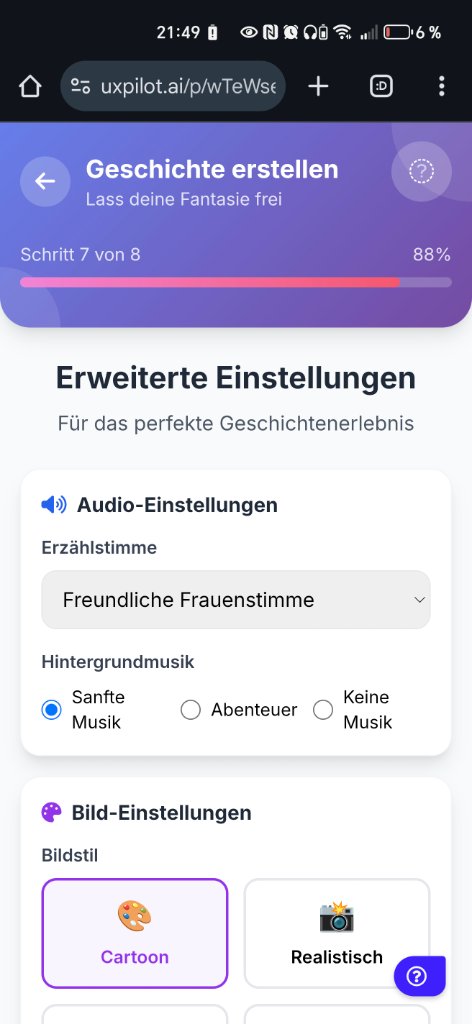 21:49
6 %
uxpilot.ai/p/wTeWse
:D
Geschichte erstellen
Lass deine Fantasie frei
Schritt 7 von 8
88%
Erweiterte Einstellungen
Für das perfekte Geschichtenerlebnis
Audio-Einstellungen
Erzählstimme
Freundliche Frauenstimme
Hintergrundmusik
Sanfte
Musik
Abenteuer
Keine
Musik
Bild-Einstellungen
Bildstil
Cartoon
Realistisch